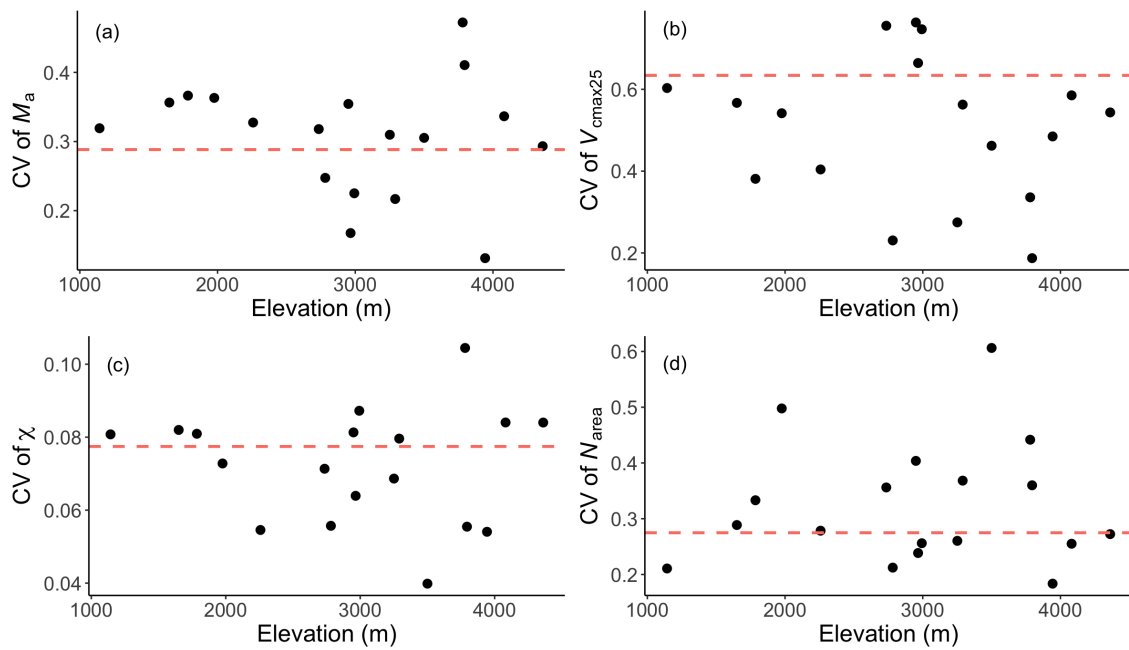 (a)
CV of Ma
0.4
0.3
0.2
1000 2000 3000 4000
Elevation (m)
(b)
CV of Vcmax25
0.6
0.4
0.2
1000 2000 3000 4000
Elevation (m)
(c)
CV of χ
0.10
0.08
0.06
0.04
1000 2000 3000 4000
Elevation (m)
(d)
CV of Narea
0.6
0.5
0.4
0.3
0.2
1000 2000 3000 4000
Elevation (m)